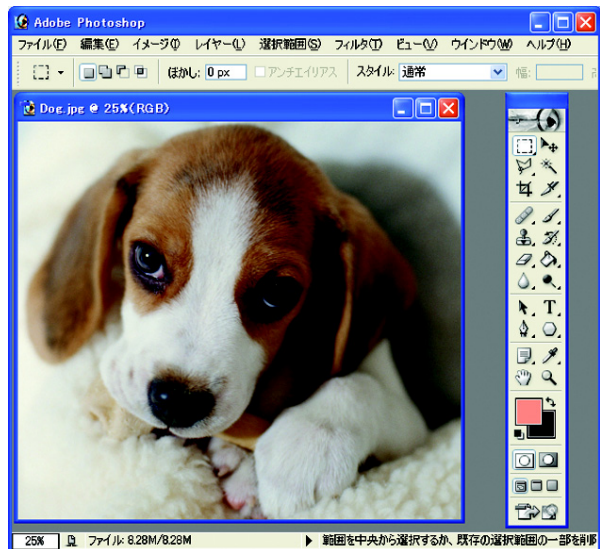 Adobe Photoshop
ファイル(F) 編集(E) イメージ(I) レイヤー(L) 選択範囲(S) フィルタ(T) ビュー(V) ウインドウ(W) ヘルプ(H)
ぼかし: 0 px アンチエイリアス スタイル: 通常 幅:
Dog.jpg @ 25%(RGB)
T
25% ファイル: 8.28M/8.28M 範囲を中央から選択するか、既存の選択範囲の一部を削除